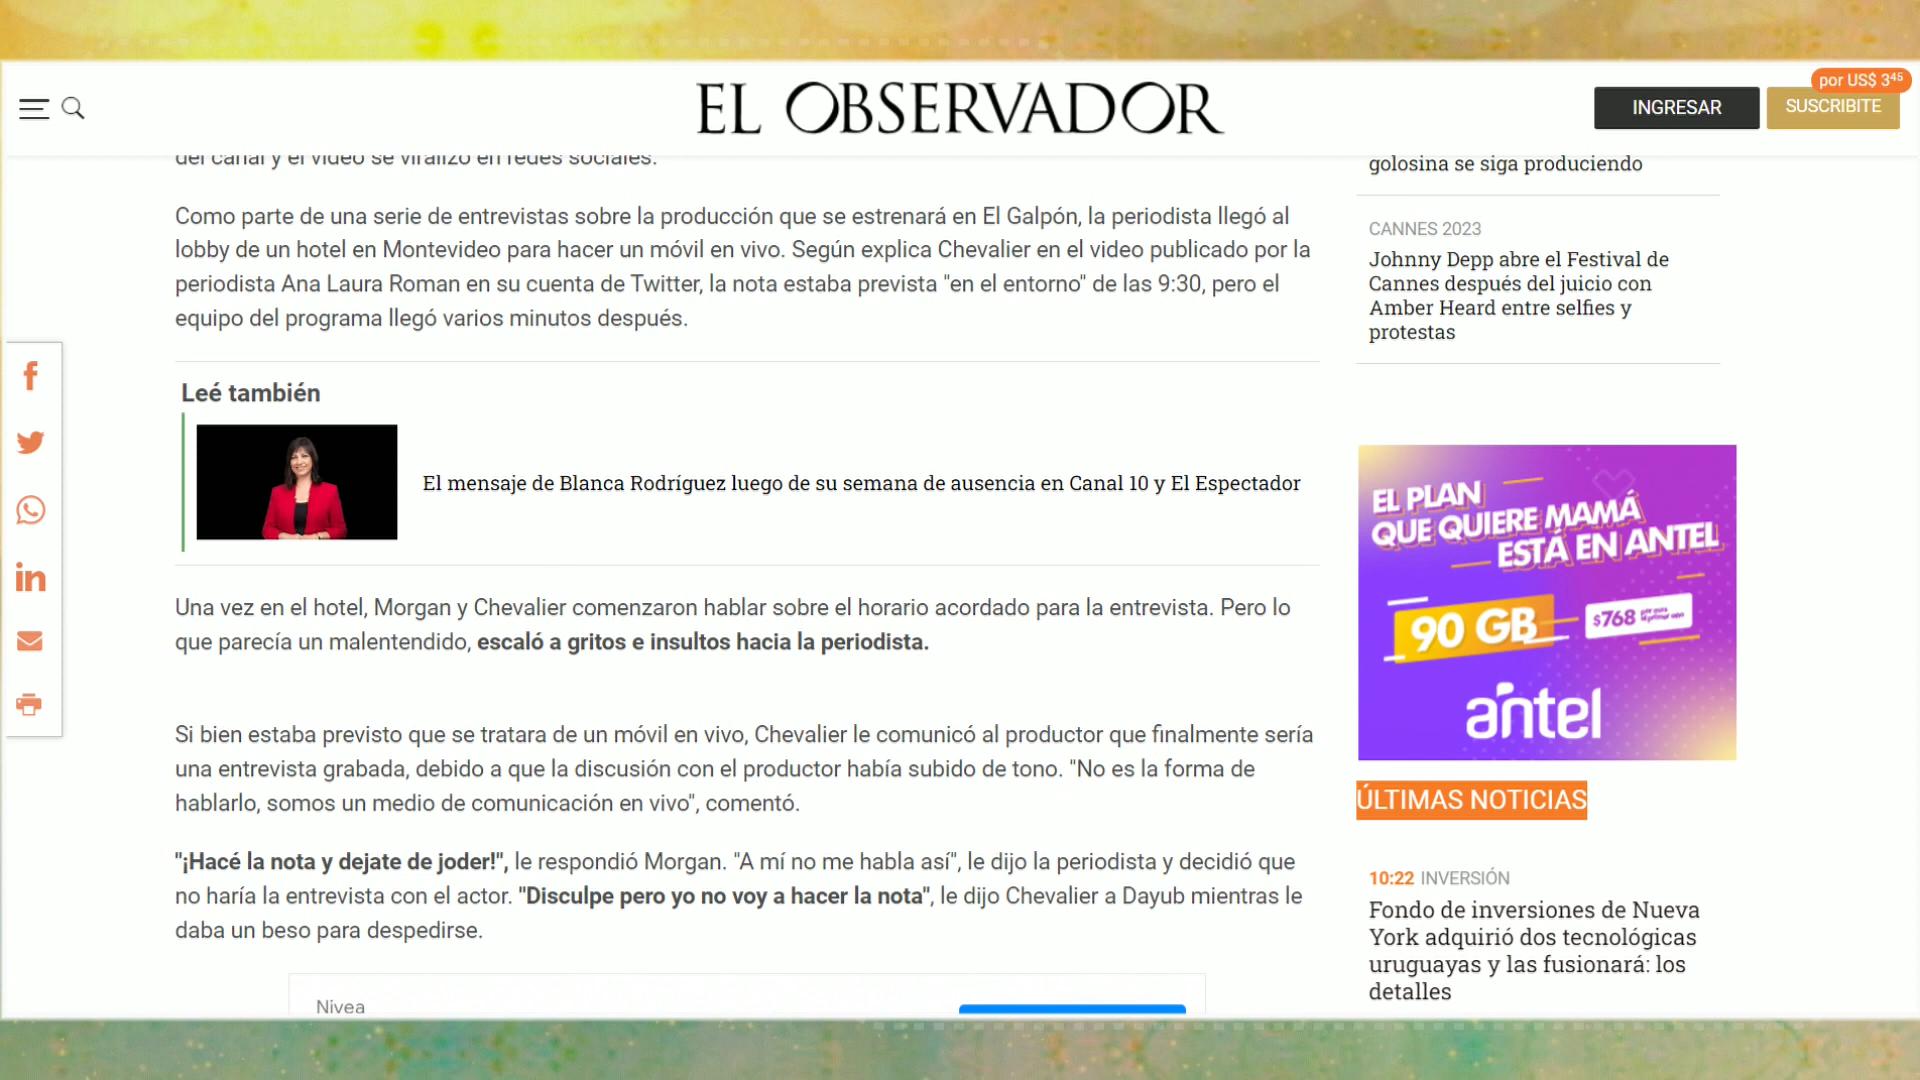 por US$ 3⁴⁵
EL OBSERVADOR
INGRESAR
SUSCRIBITE
del canal y el video se viralizó en redes sociales.
Como parte de una serie de entrevistas sobre la producción que se estrenará en El Galpón, la periodista llegó al
lobby de un hotel en Montevideo para hacer un móvil en vivo. Según explica Chevalier en el video publicado por la
periodista Ana Laura Roman en su cuenta de Twitter, la nota estaba prevista "en el entorno" de las 9:30, pero el
equipo del programa llegó varios minutos después.
Leé también
El mensaje de Blanca Rodríguez luego de su semana de ausencia en Canal 10 y El Espectador
Una vez en el hotel, Morgan y Chevalier comenzaron hablar sobre el horario acordado para la entrevista. Pero lo
que parecía un malentendido, escaló a gritos e insultos hacia la periodista.
Si bien estaba previsto que se tratara de un móvil en vivo, Chevalier le comunicó al productor que finalmente sería
una entrevista grabada, debido a que la discusión con el productor había subido de tono. "No es la forma de
hablarlo, somos un medio de comunicación en vivo", comentó.
"¡Hacé la nota y dejate de joder!", le respondió Morgan. "A mí no me habla así", le dijo la periodista y decidió que
no haría la entrevista con el actor. "Disculpe pero yo no voy a hacer la nota", le dijo Chevalier a Dayub mientras le
daba un beso para despedirse.
Nivea
golosina se siga produciendo
CANNES 2023
Johnny Depp abre el Festival de
Cannes después del juicio con
Amber Heard entre selfies y
protestas
EL PLAN
QUE QUIERE MAMÁ
ESTÁ EN ANTEL
90 GB
$768
antel
ÚLTIMAS NOTICIAS
10:22 INVERSIÓN
Fondo de inversiones de Nueva
York adquirió dos tecnológicas
uruguayas y las fusionará: los
detalles